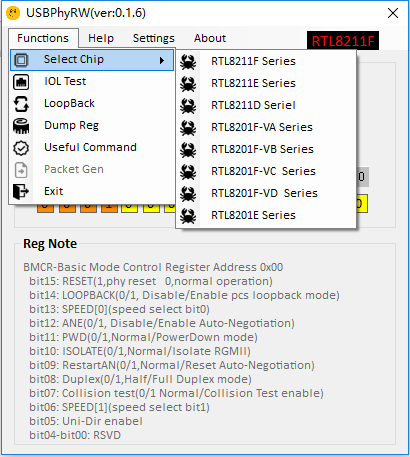 USBPhyRW(ver:0.1.6)
Functions Help Settings About
RTL8211F
Select Chip
IOL Test
LoopBack
Dump Reg
Useful Command
Packet Gen
Exit
RTL8211F Series
RTL8211E Series
RTL8211D Seriel
RTL8201F-VA Series
RTL8201F-VB Series
RTL8201F-VC  Series
RTL8201F-VD  Series
RTL8201E Series
0
Reg Note
BMCR-Basic Mode Control Register Address 0x00
bit15: RESET(1,phy reset  0,normal operation)
bit14: LOOPBACK(0/1, Disable/Enable pcs loopback mode)
bit13: SPEED[0](speed select bit0)
bit12: ANE(0/1, Disable/Enable Auto-Negotiation)
bit11: PWD(0/1,Normal/PowerDown mode)
bit10: ISOLATE(0/1,Normal/Isolate RGMII)
bit09: RestartAN(0/1,Normal/Reset Auto-Negotiation)
bit08: Duplex(0/1,Half/Full Duplex mode)
bit07: Collision test(0/1 Normal/Collision Test enable)
bit06: SPEED[1](speed select bit1)
bit05: Uni-Dir enabel
bit04-bit00: RSVD